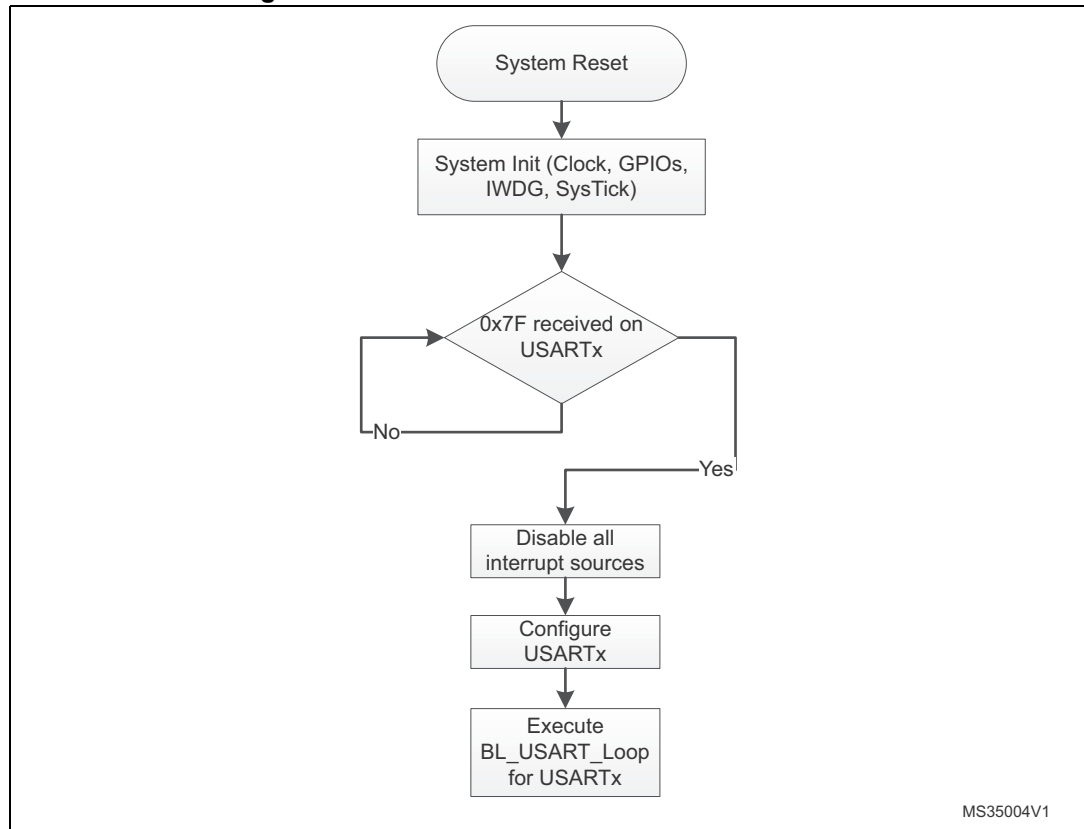 System Reset
System Init (Clock, GPIOs,
IWDG, SysTick)
0x7F received on
USARTx
No
Yes
Disable all
interrupt sources
Configure
USARTx
Execute
BL_USART_Loop
for USARTx
MS35004V1